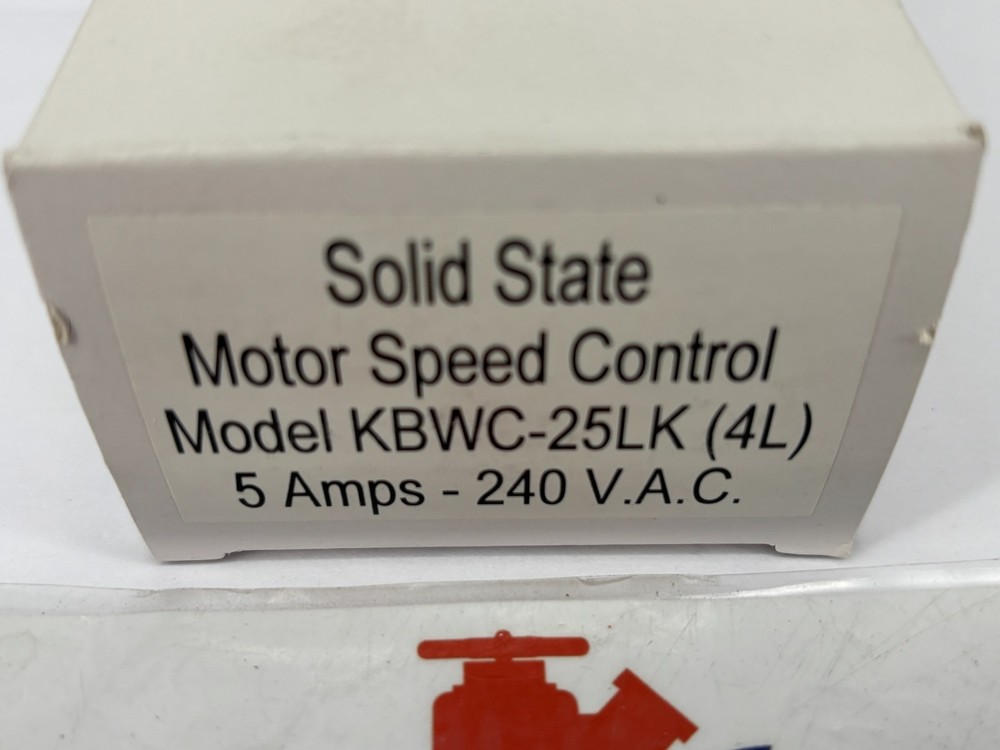 Solid State
Motor Speed Control
Model KBWC-25LK (4L)
5 Amps - 240 V.A.C.